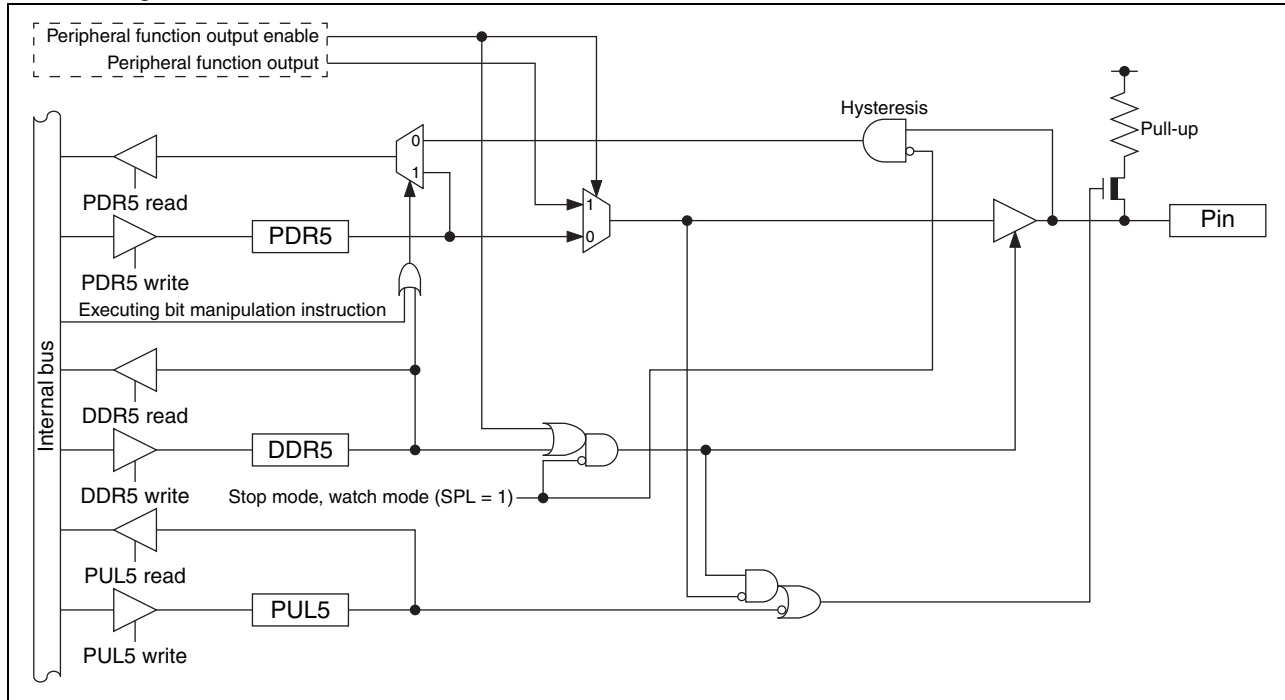 Peripheral function output enable
Peripheral function output
Hysteresis
Pull-up
0
1
PDR5 read
1
0
PDR5
Pin
PDR5 write
Executing bit manipulation instruction
Internal bus
DDR5 read
DDR5
DDR5 write
Stop mode, watch mode (SPL = 1)
PUL5 read
PUL5
PUL5 write